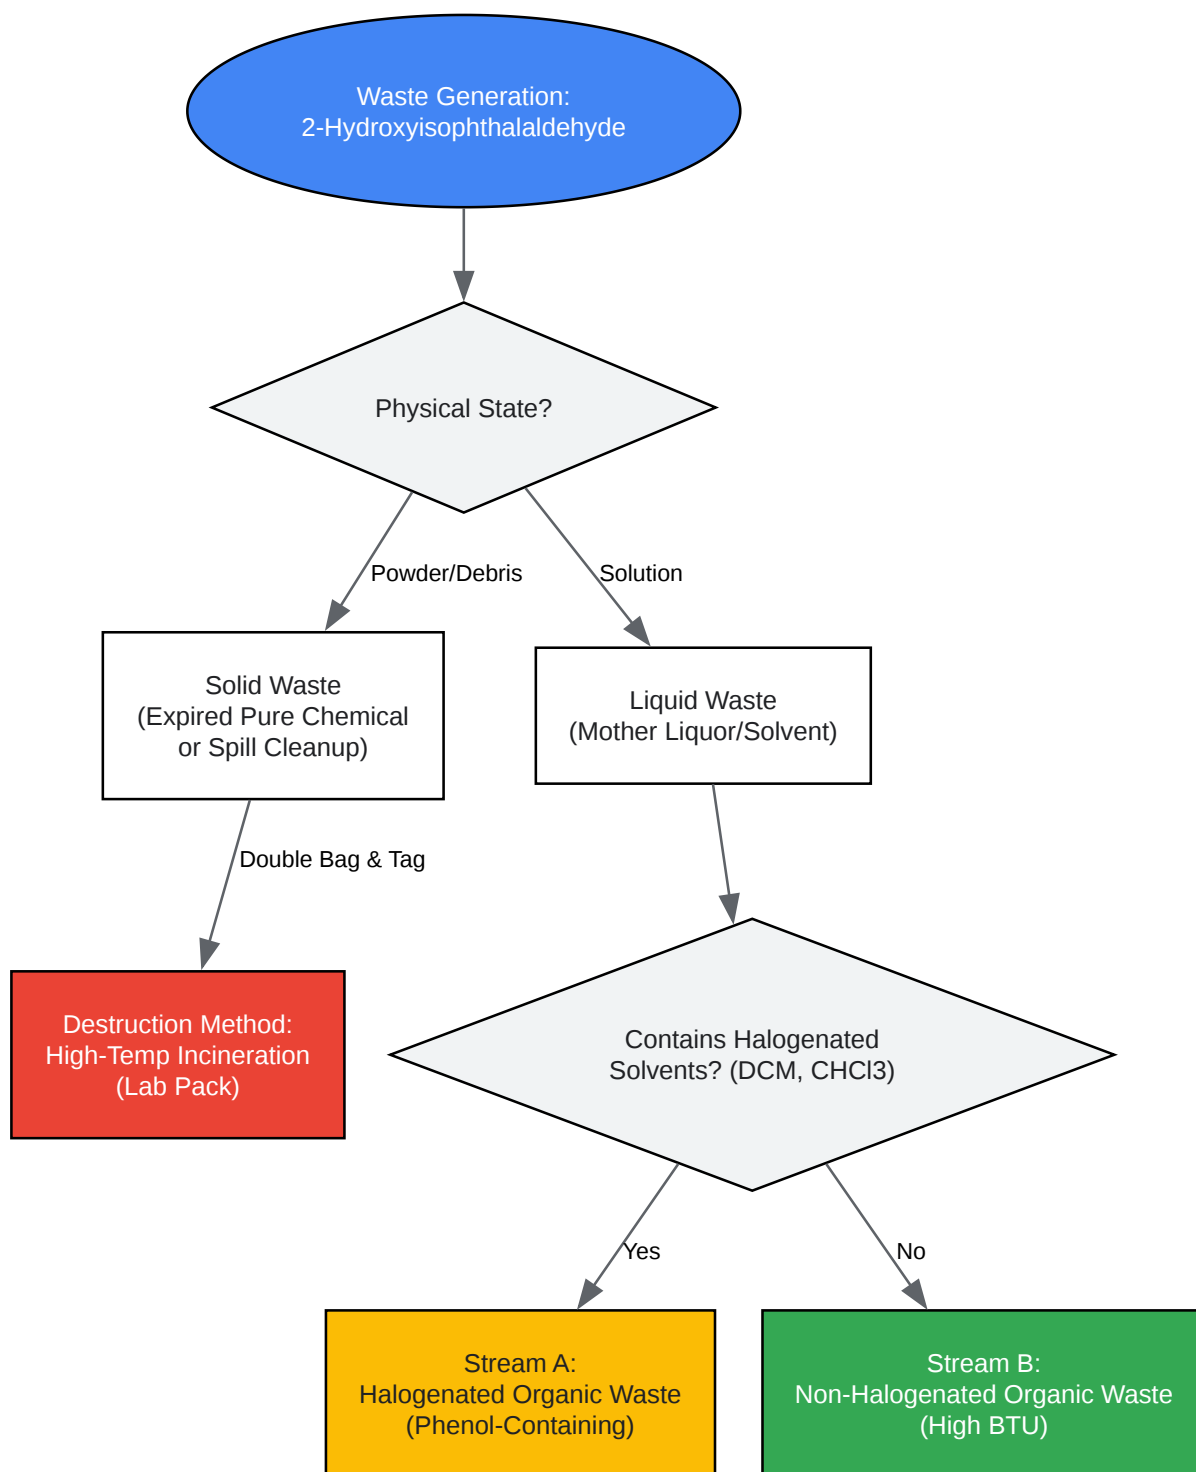 Waste Generation:
2-Hydroxyisophthalaldehyde
Physical State?
Powder/Debris
Solution
Solid Waste
(Expired Pure Chemical
or Spill Cleanup)
Liquid Waste
(Mother Liquor/Solvent)
Double Bag & Tag
Destruction Method:
High-Temp Incineration
(Lab Pack)
Contains Halogenated
Solvents? (DCM, CHCl3)
Yes
No
Stream A:
Halogenated Organic Waste
(Phenol-Containing)
Stream B:
Non-Halogenated Organic Waste
(High BTU)